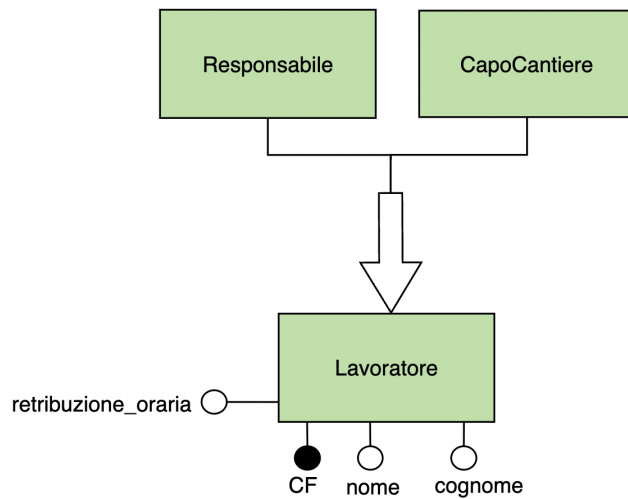 Responsabile
CapoCantiere
Lavoratore
retribuzione_oraria
CF
nome
cognome